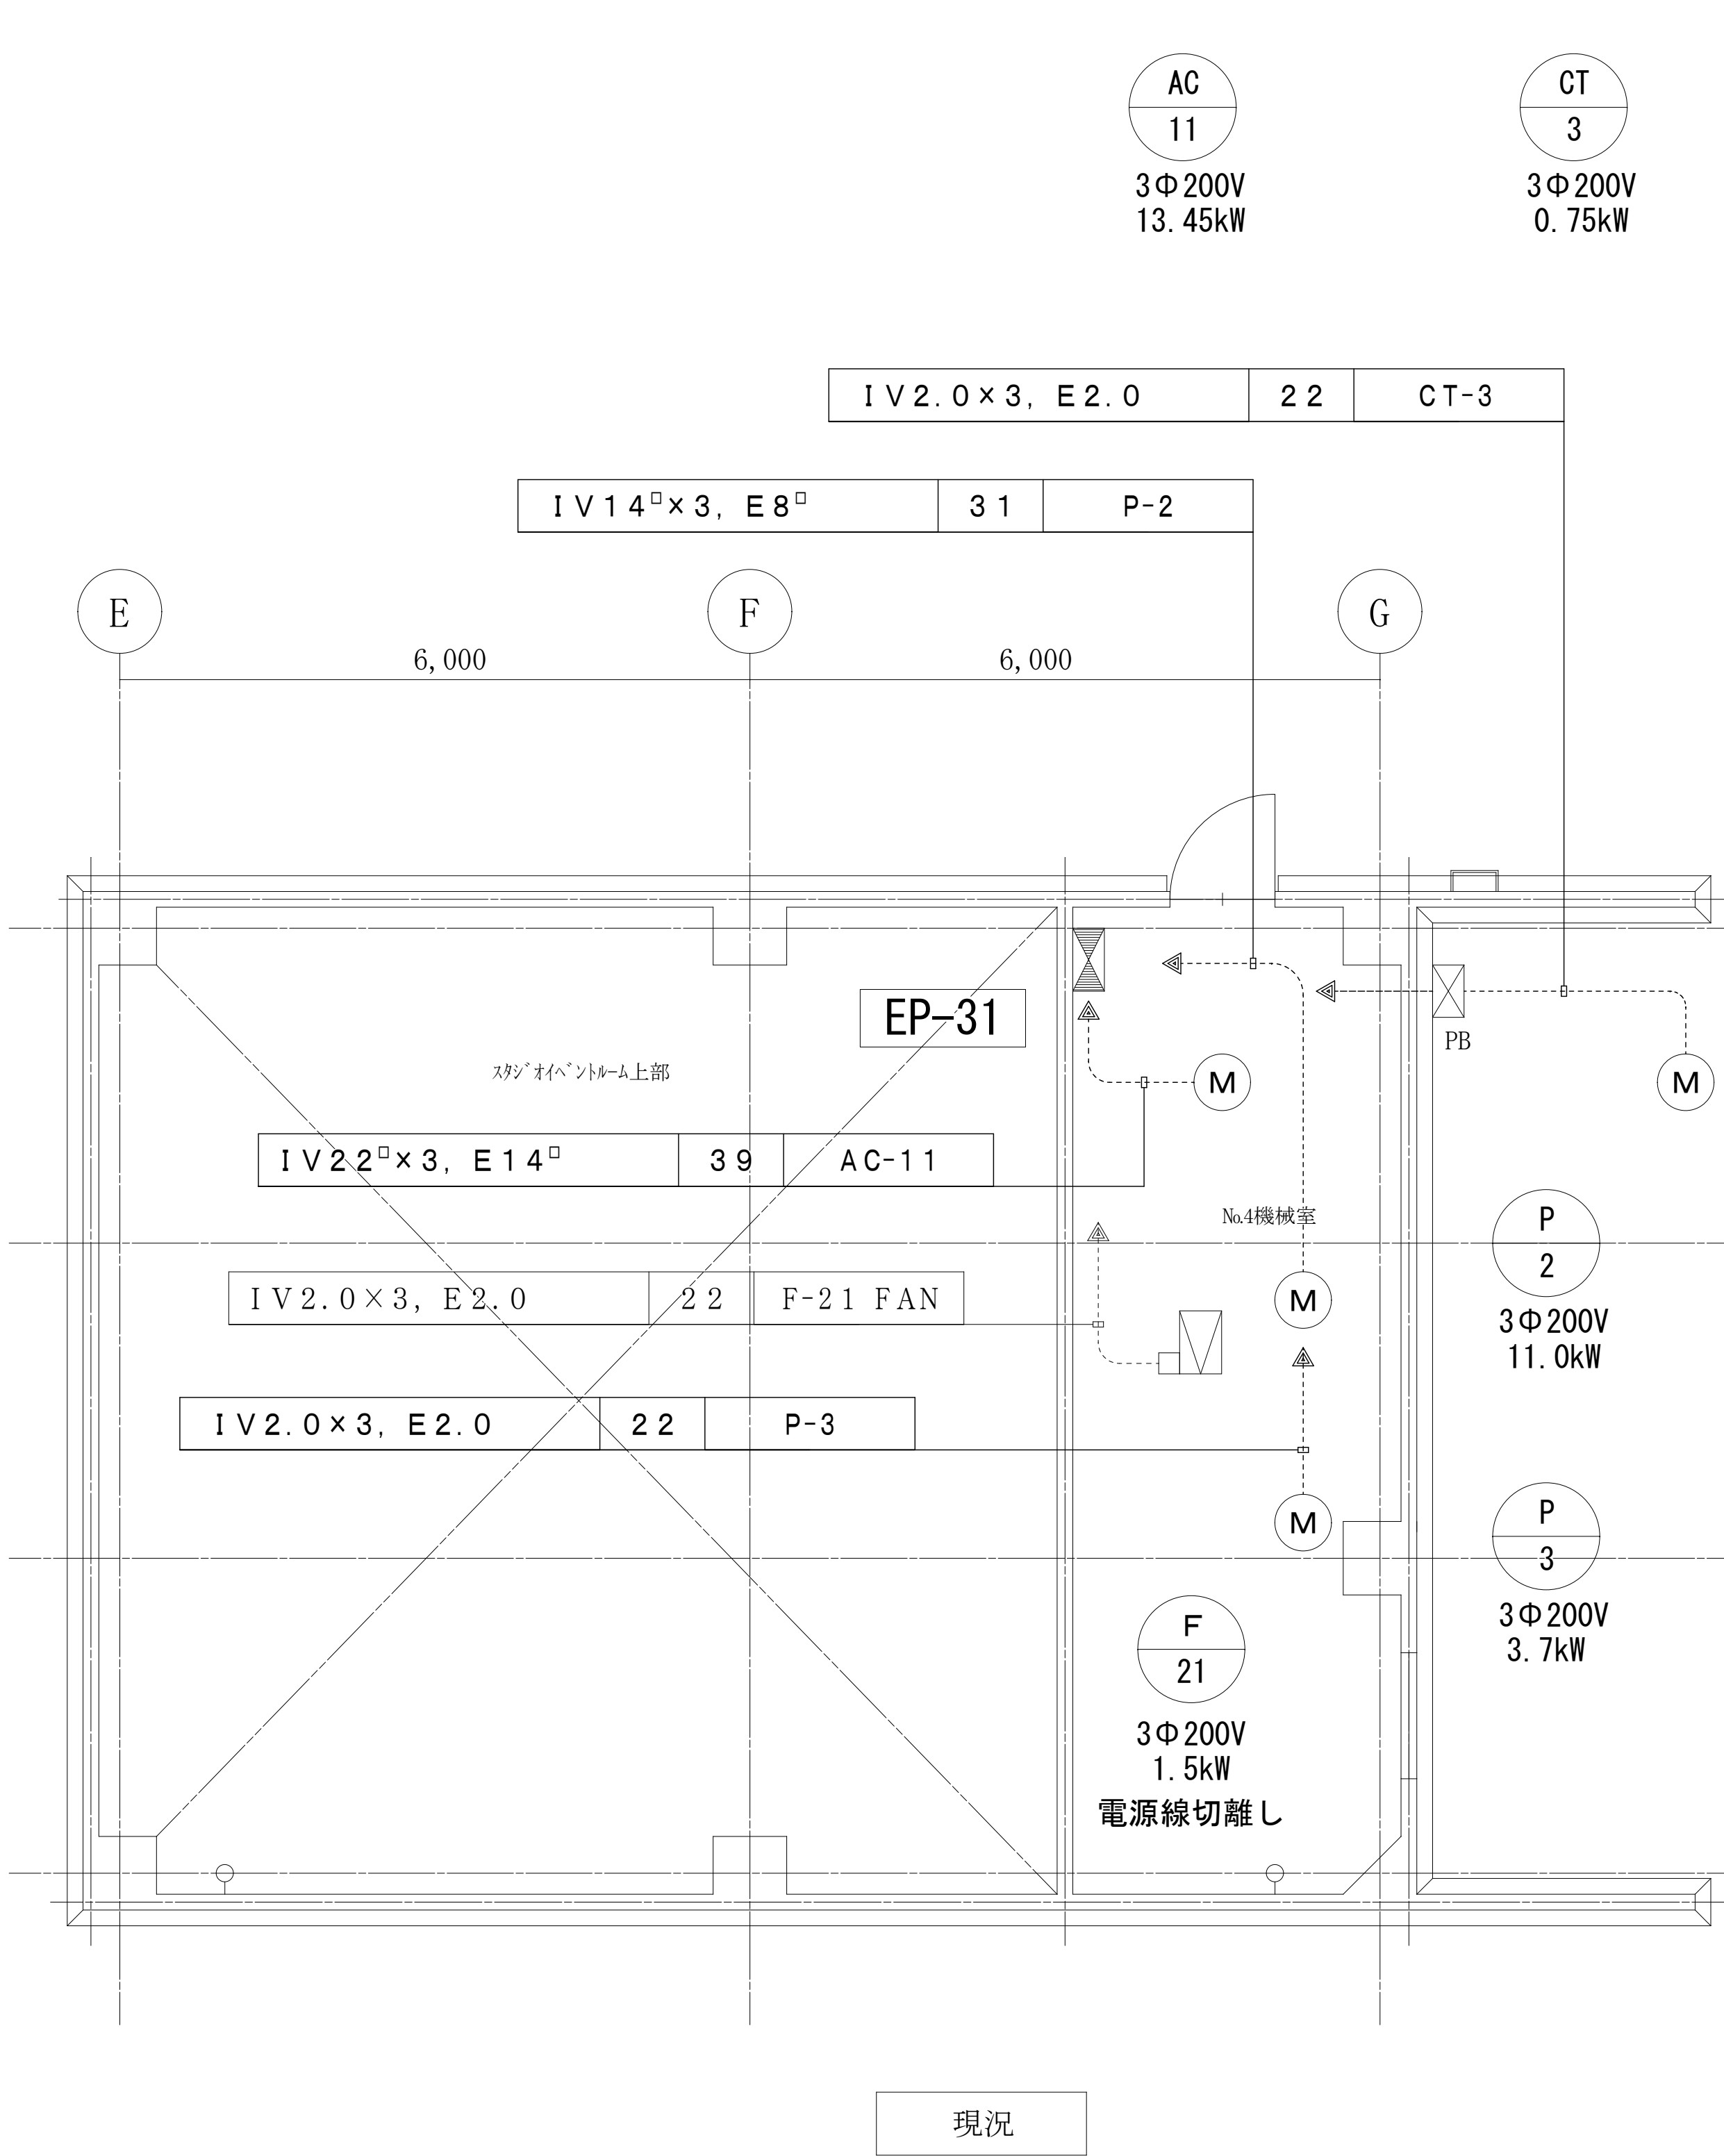 AC
11
3Φ200V
13.45kW
CT
3
3Φ200V
0.75kW
IV2.0×3, E2.0 22 CT-3
IV14□×3, E8□ 31 P-2
E
F
G
6,000
6,000
EP-31
PB
スタジオイベントルーム上部
M
M
IV22□×3, E14□ 39 AC-11
No.4機械室
P
2
3Φ200V
11.0kW
IV2.0×3, E2.0 22 F-21 FAN
M
IV2.0×3, E2.0 22 P-3
M
P
3
3Φ200V
3.7kW
F
21
3Φ200V
1.5kW
電源線切離し
現況